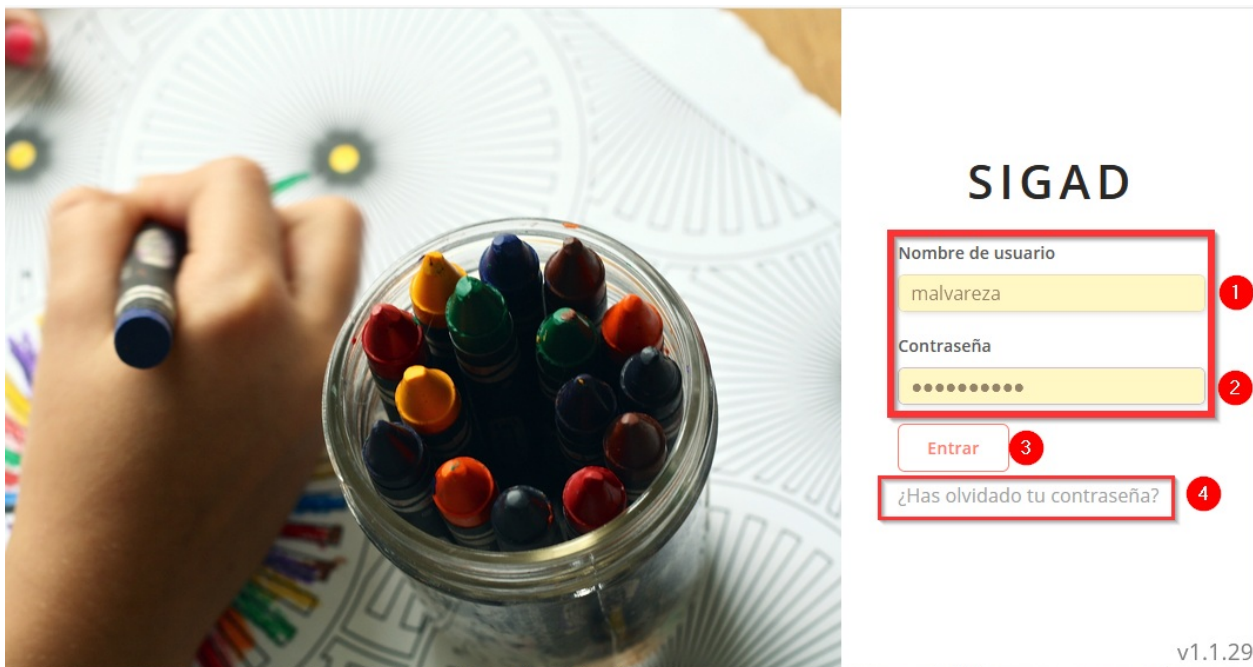 SIGAD
Nombre de usuario
malvareza
1
Contraseña
••••••••••
2
Entrar
3
¿Has olvidado tu contraseña?
4
v1.1.29